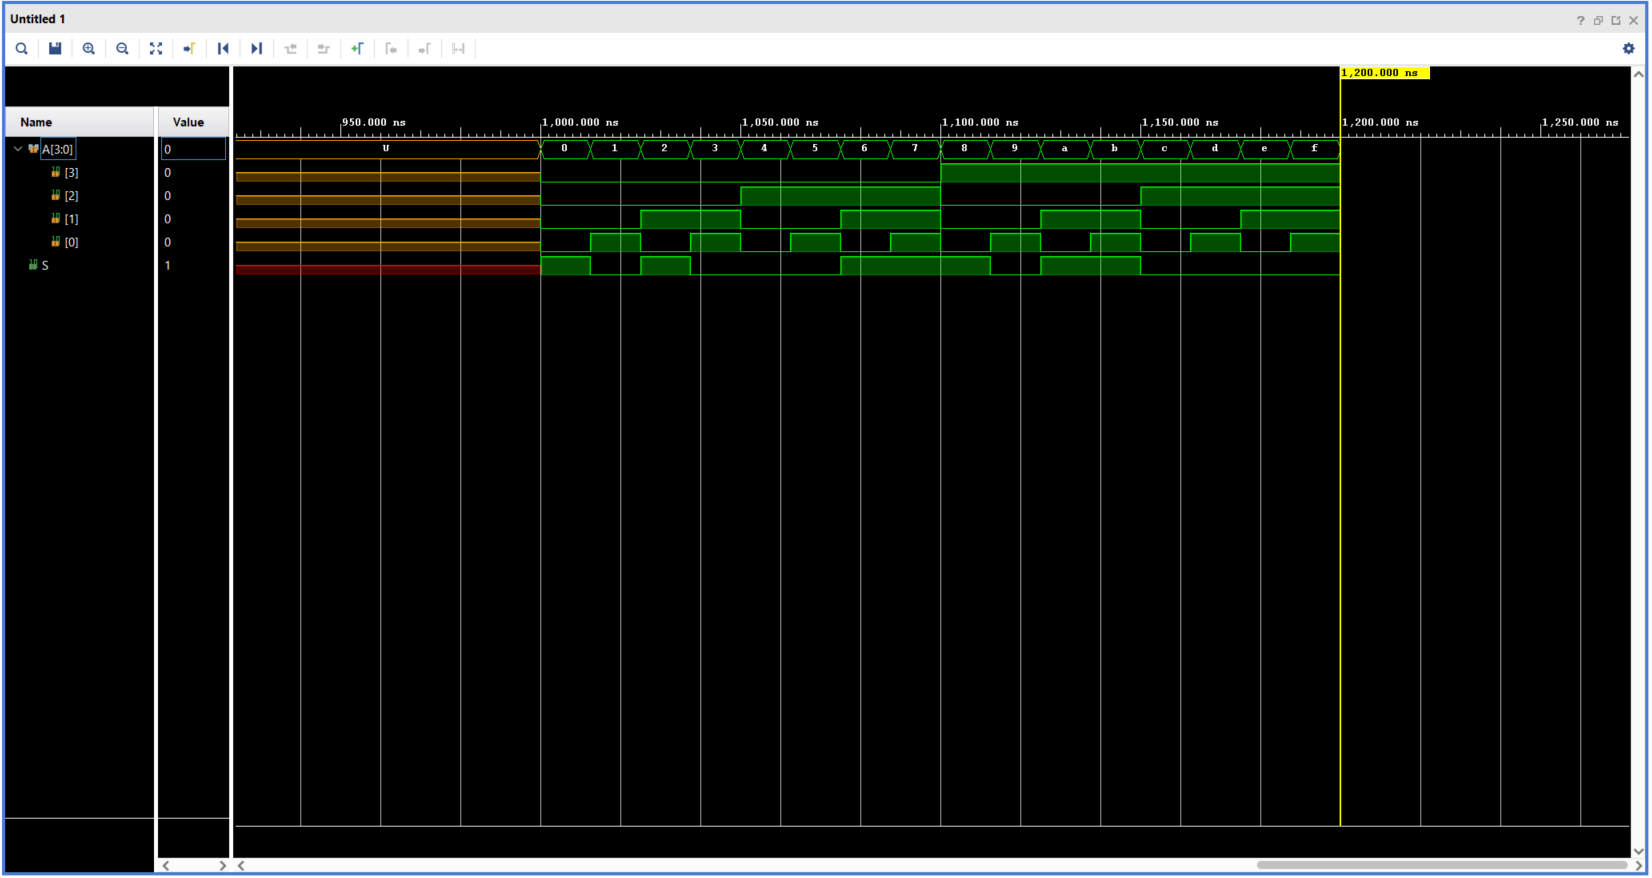 Untitled 1
1,200.000 ns
Name Value
950.000 ns 1,000.000 ns 1,050.000 ns 1,100.000 ns 1,150.000 ns 1,200.000 ns 1,250.000 ns
A[3:0] 0 U 0 1 2 3 4 5 6 7 8 9 a b c d e f
[3] 0
[2] 0
[1] 0
[0] 0
S 1